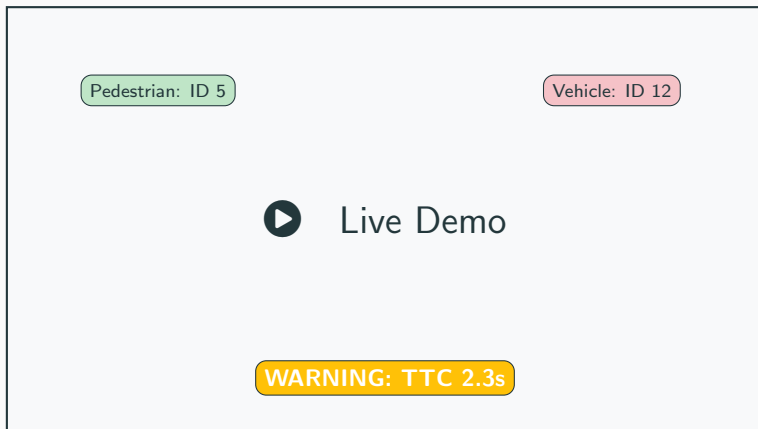 Pedestrian: ID 5
Vehicle: ID 12
Live Demo
WARNING: TTC 2.3s